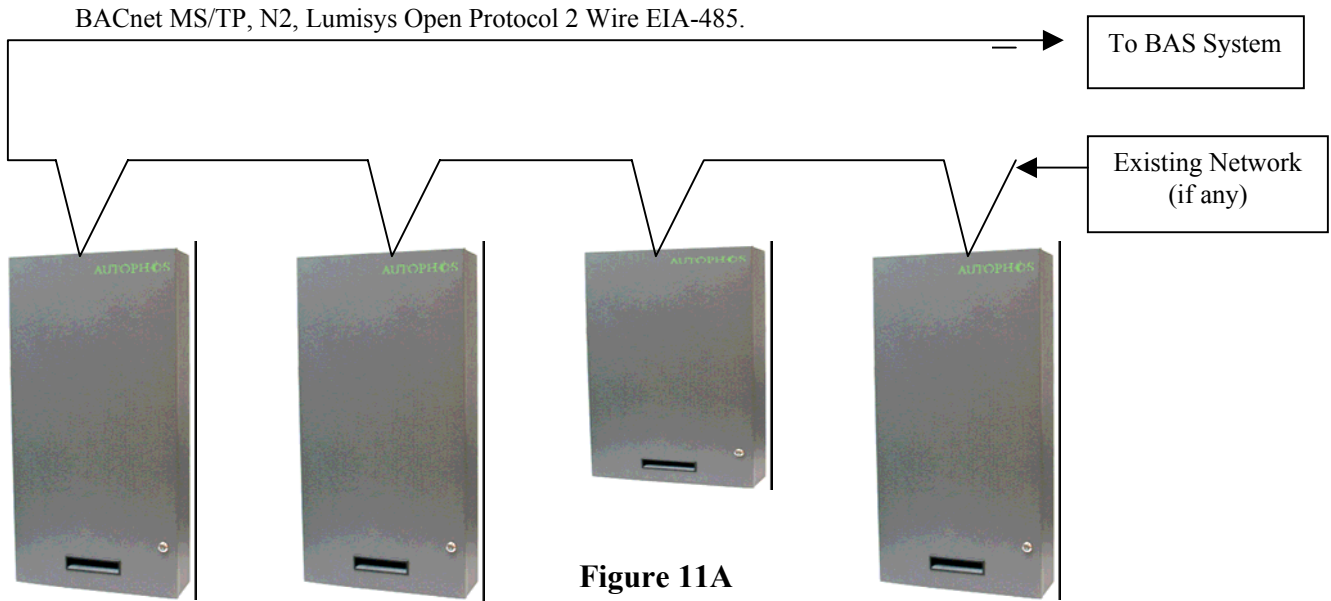 BACnet MS/TP, N2, Lumisys Open Protocol 2 Wire EIA-485.
To BAS System
Existing Network
(if any)
AUTOPHOS
AUTOPHOS
AUTOPHOS
AUTOPHOS
Figure 11A